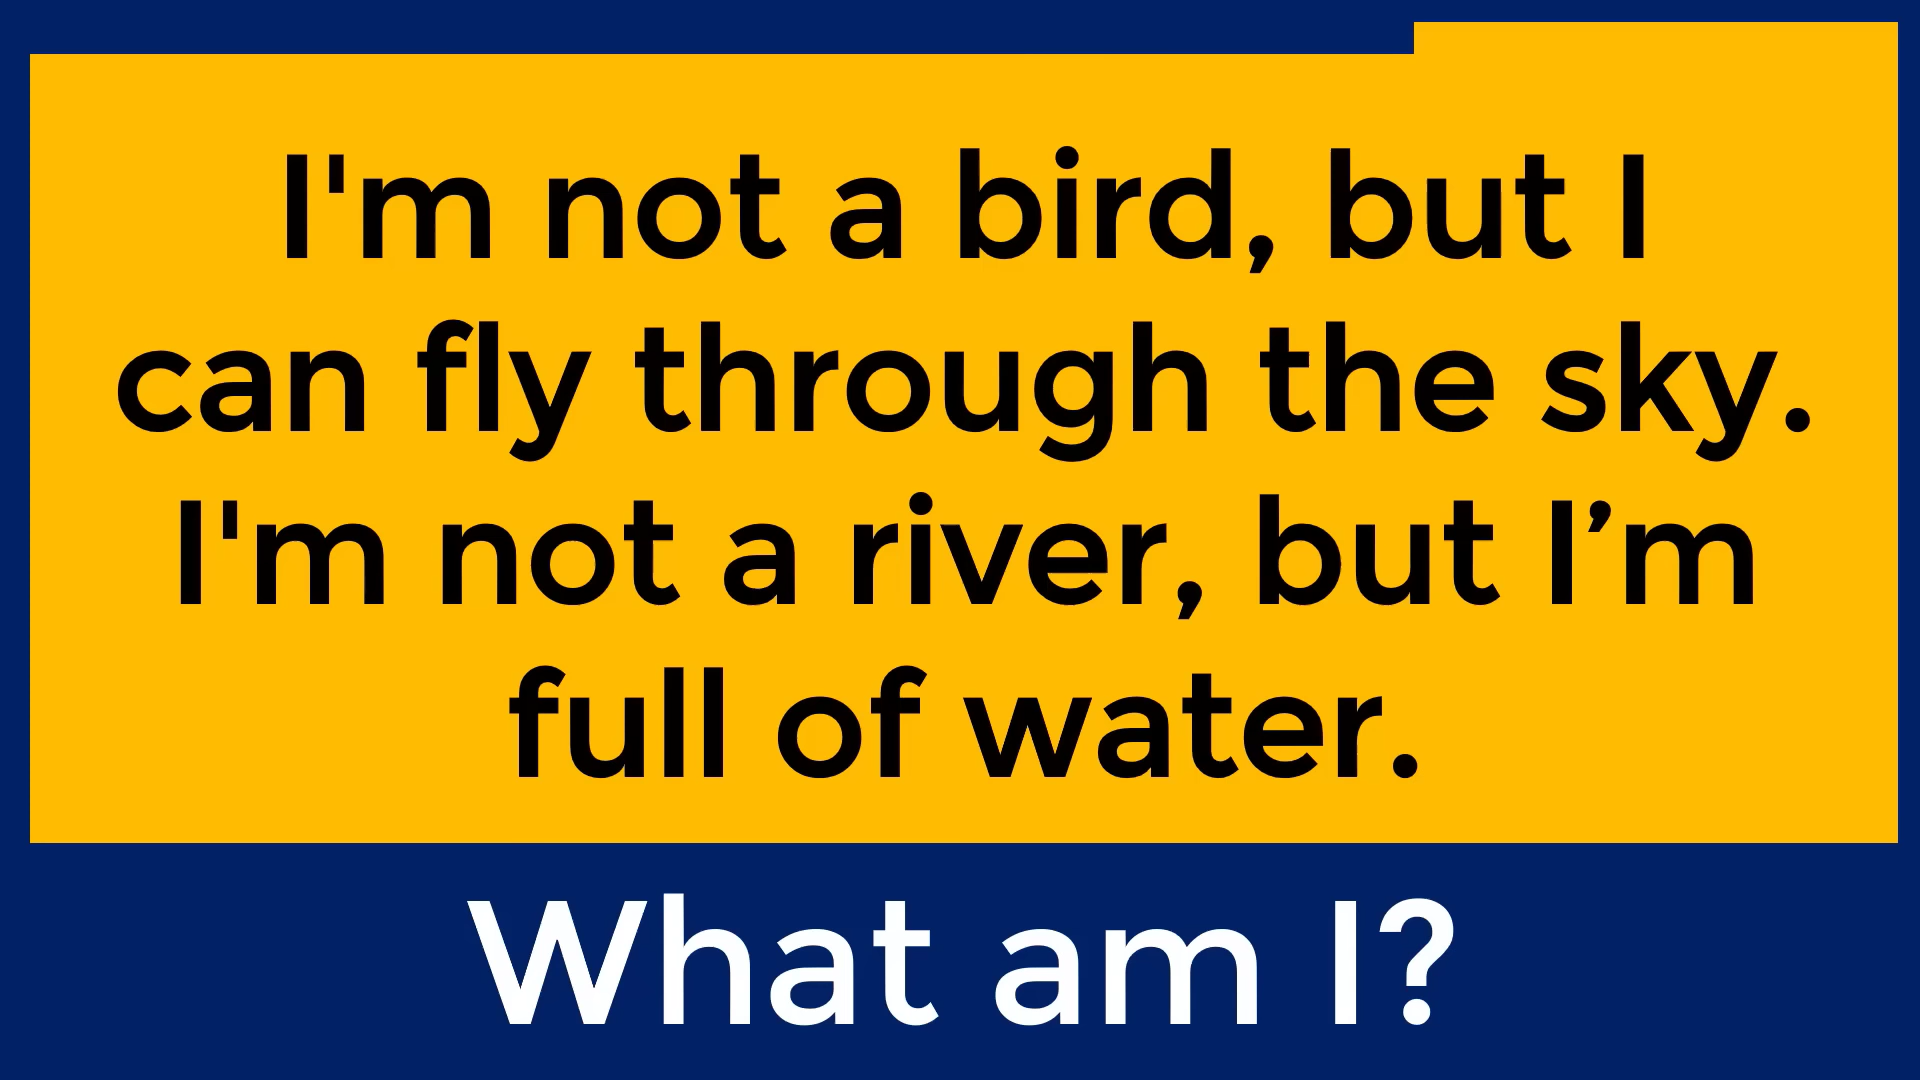 I'm not a bird, but I
can fly through the sky.
I'm not a river, but I’m
full of water.
What am I?